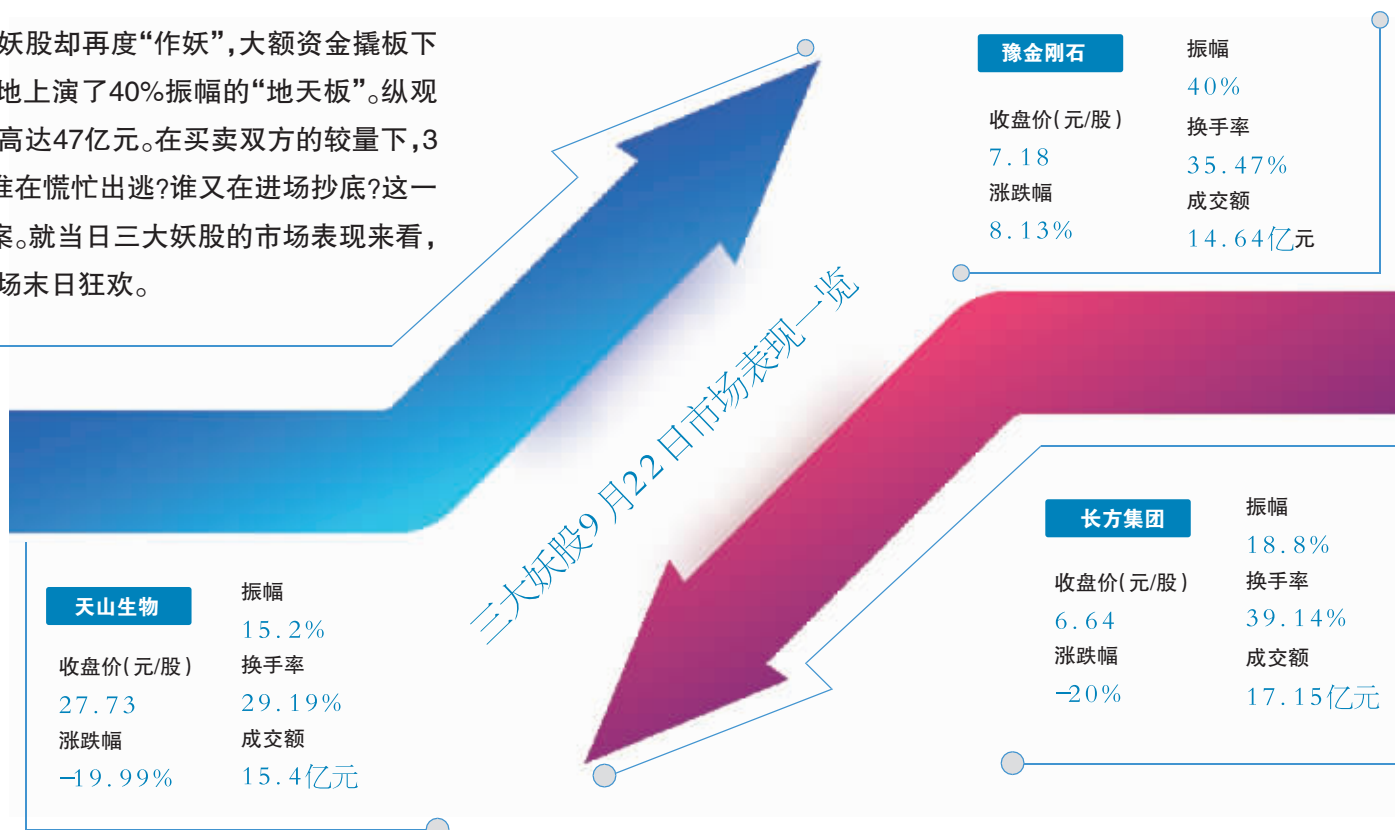 妖股却再度“作妖”,大额资金撬板下
地上演了40%振幅的“地天板”。纵观
高达47亿元。在买卖双方的较量下,3
谁在慌忙出逃?谁又在进场抄底?这一
案。就当日三大妖股的市场表现来看,
场末日狂欢。
三大妖股9月22日市场表现一览
豫金刚石
收盘价(元/股)
7.18
涨跌幅
8.13%
振幅
40%
换手率
35.47%
成交额
14.64亿元
天山生物
收盘价(元/股)
27.73
涨跌幅
-19.99%
振幅
15.2%
换手率
29.19%
成交额
15.4亿元
长方集团
收盘价(元/股)
6.64
涨跌幅
-20%
振幅
18.8%
换手率
39.14%
成交额
17.15亿元